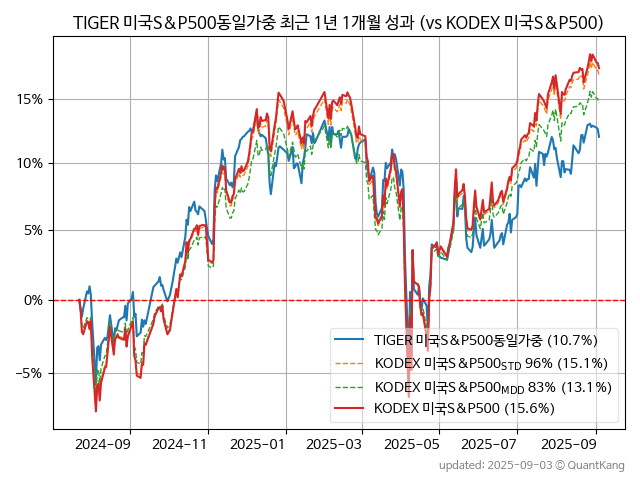 TIGER 미국S&P500동일가중 최근 1년 1개월 성과 (vs KODEX 미국S&P500)
15%
10%
5%
0%
−5%
TIGER 미국S&P500동일가중 (10.7%)
KODEX 미국S&P500STD 96% (15.1%)
KODEX 미국S&P500MDD 83% (13.1%)
KODEX 미국S&P500 (15.6%)
2024-09 2024-11 2025-01 2025-03 2025-05 2025-07 2025-09
updated: 2025-09-03 © QuantKang